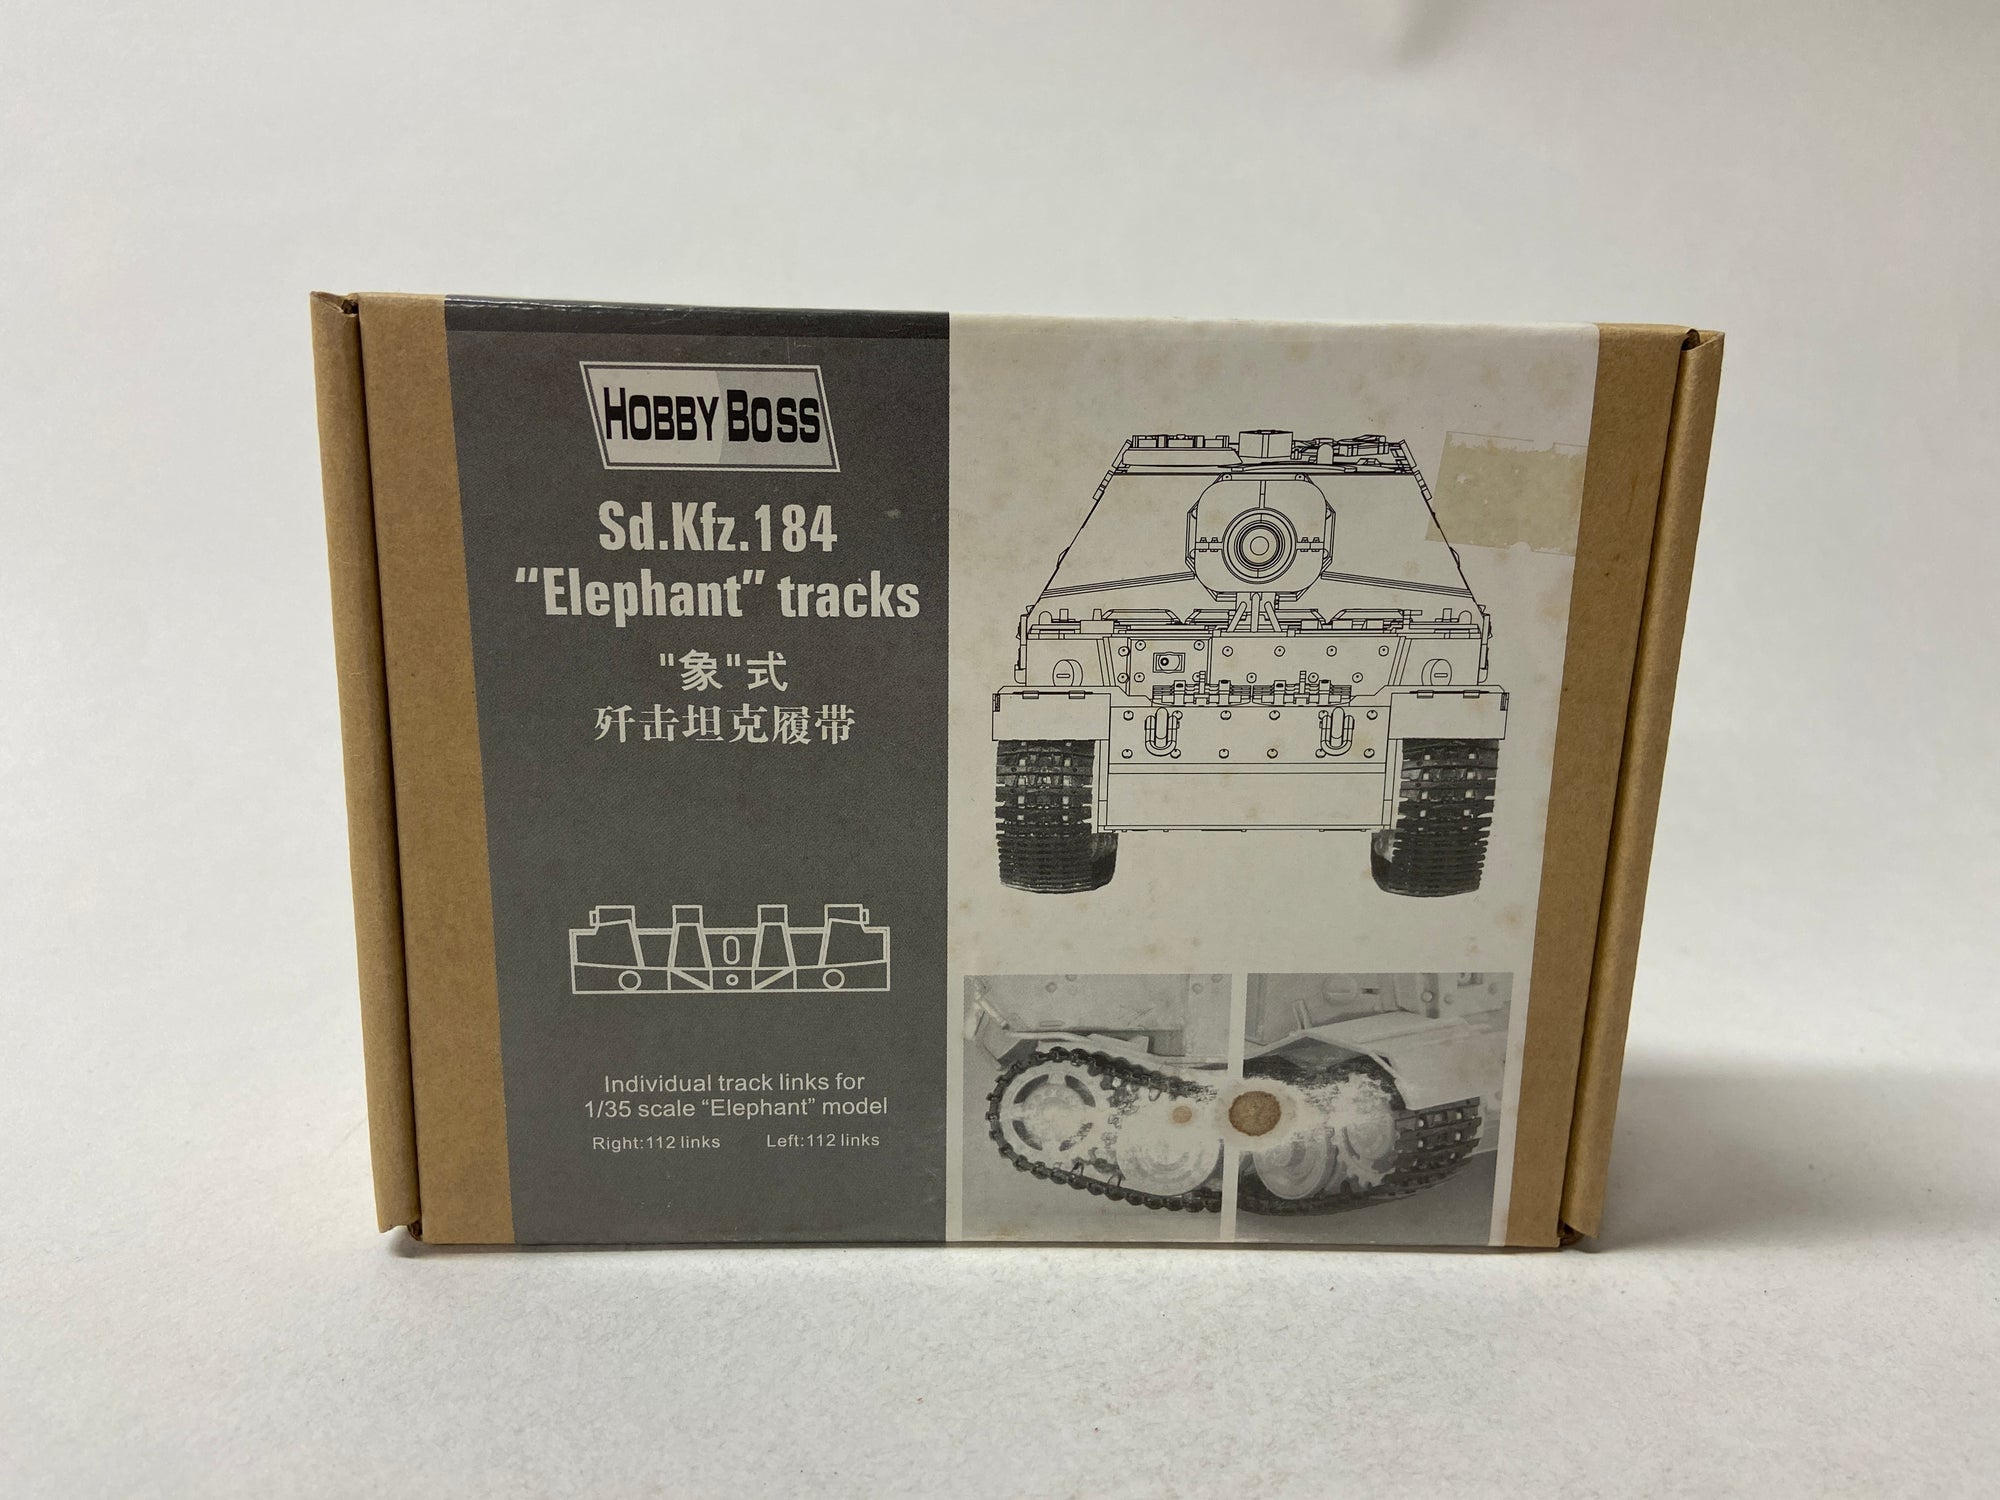 HOBBY BOSS
Sd.Kfz.184
“Elephant” tracks
"象"式
歼击坦克履带
Individual track links for
1/35 scale “Elephant” model
Right:112 links Left:112 links